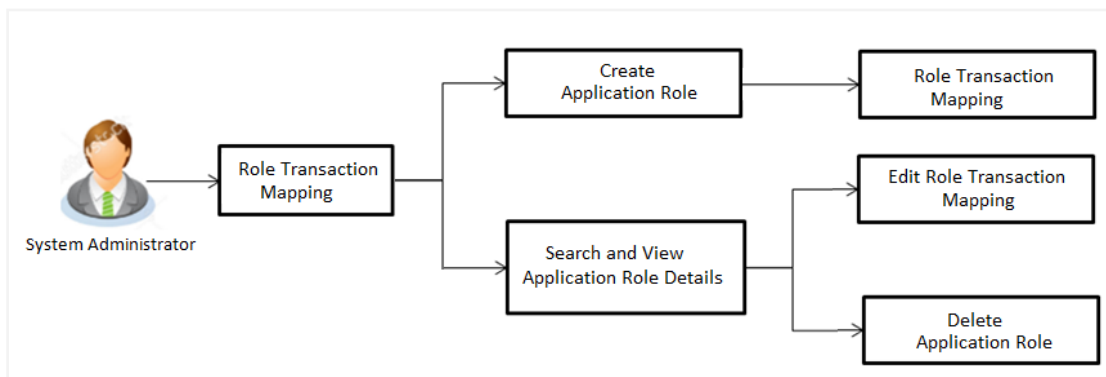 Create
Application Role
Role Transaction
Mapping
Role Transaction
Mapping
Edit Role Transaction
Mapping
System Administrator
Search and View
Application Role Details
Delete
Application Role